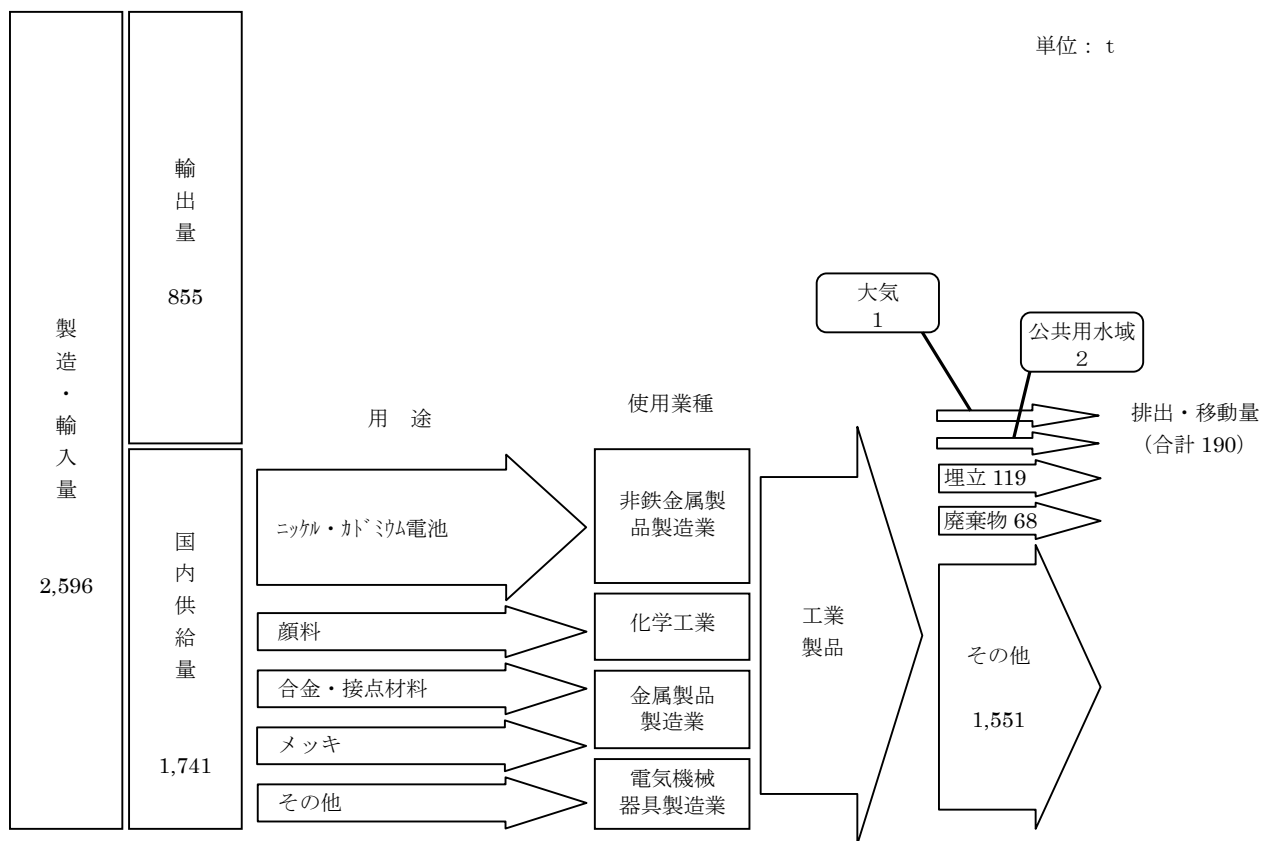 単位： t
製造・輸入量
2,596
輸出量
855
国内供給量
1,741
用　途
ﾆｯｹﾙ・ｶﾄﾞﾐｳﾑ電池
顔料
合金・接点材料
メッキ
その他
使用業種
非鉄金属製
品製造業
化学工業
金属製品
製造業
電気機械
器具製造業
工業
製品
大気
1
公共用水域
2
排出・移動量
（合計 190）
埋立 119
廃棄物 68
その他
1,551